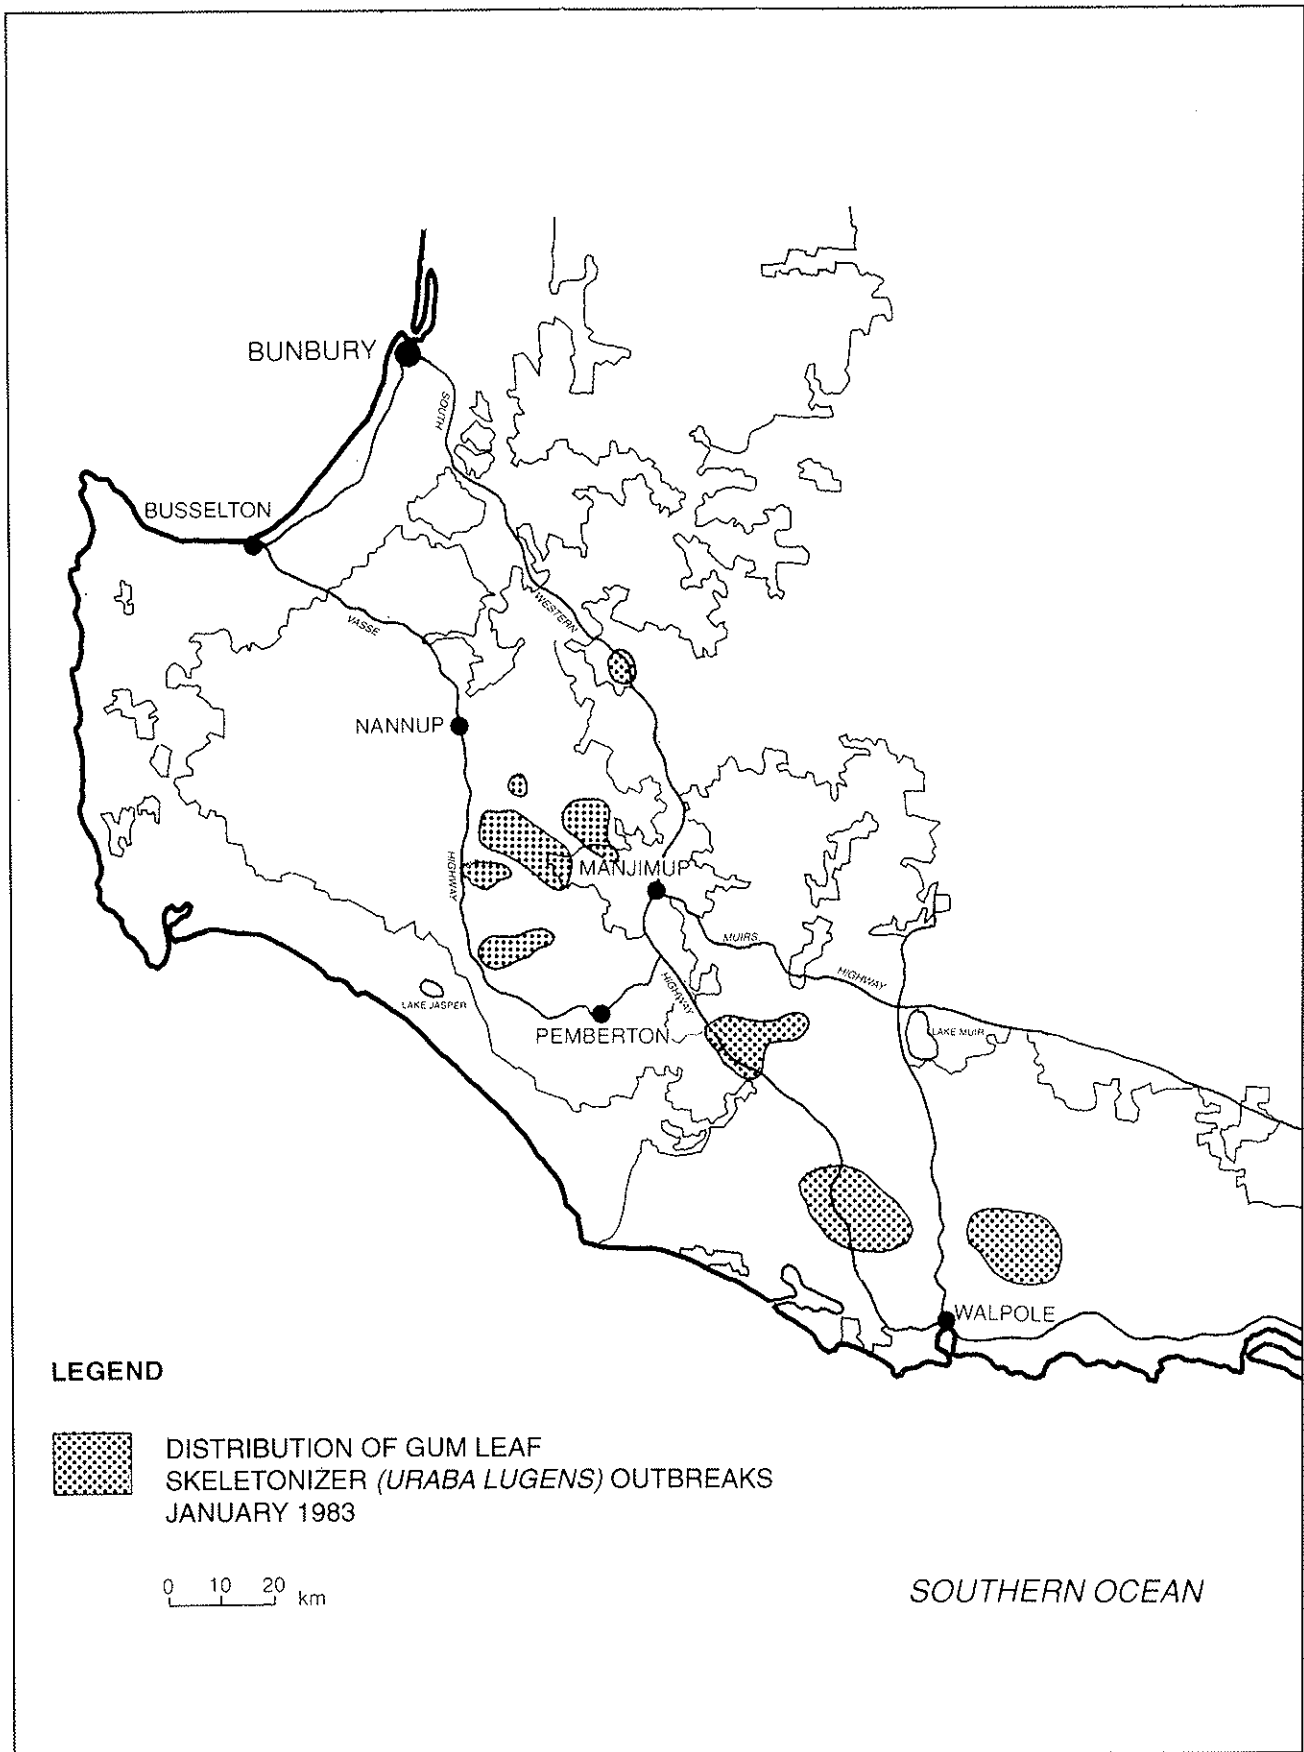 BUNBURY
SOUTH
BUSSELTON
WESTERN
VASSE
NANNUP
HIGHWAY
MANJIMUP
MUIRS
HIGHWAY
HIGHWAY
LAKE JASPER
PEMBERTON
LAKE MUIR
WALPOLE
LEGEND
DISTRIBUTION OF GUM LEAF
SKELETONIZER (URABA LUGENS) OUTBREAKS
JANUARY 1983
0 10 20 km
SOUTHERN OCEAN